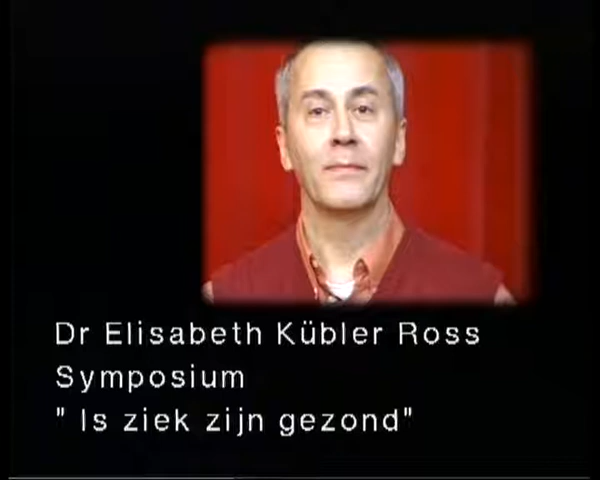 Dr Elisabeth Kübler Ross
Symposium
" Is ziek zijn gezond"